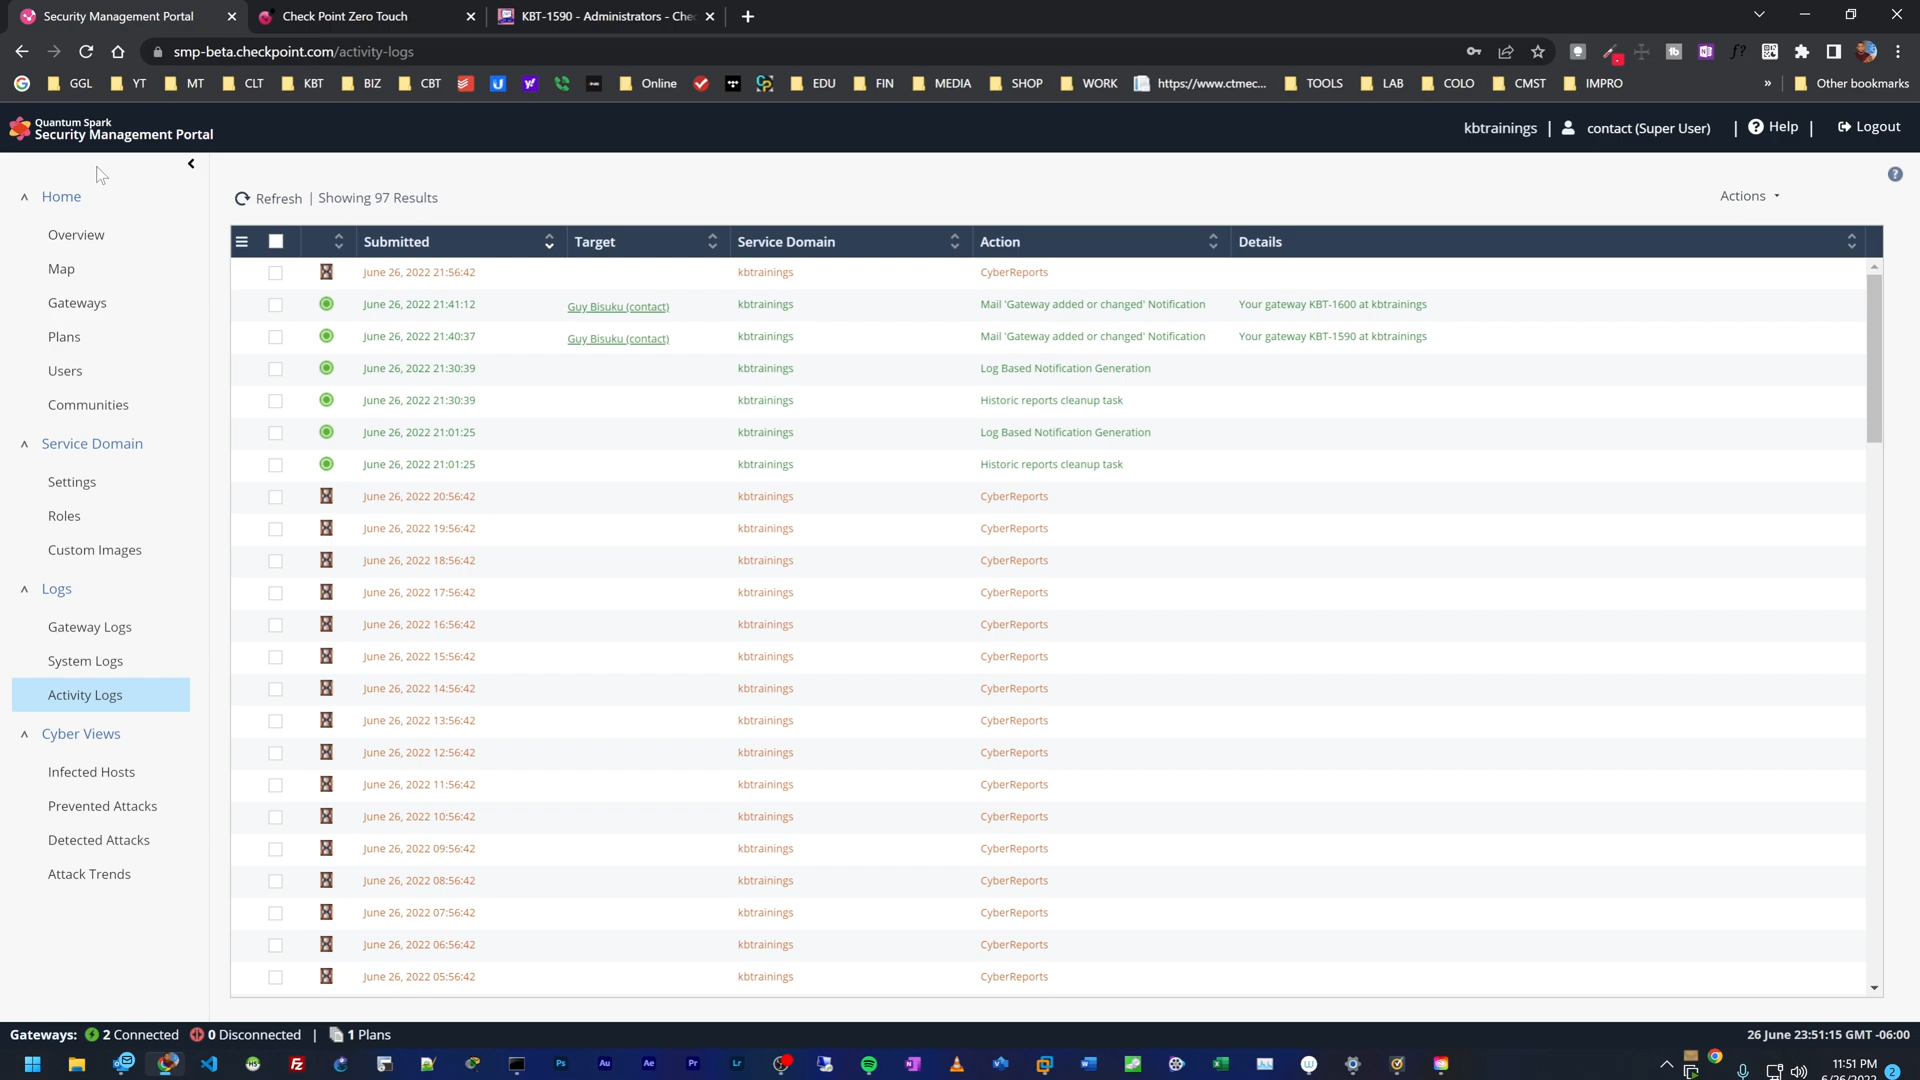 Security Management Portal
Check Point Zero Touch
KBT-1590 - Administrators - Chec
smp-beta.checkpoint.com/activity-logs
GGL
YT
MT
CLT
KBT
BIZ
CBT
Online
EDU
FIN
MEDIA
SHOP
WORK
https://www.ctmec...
TOOLS
LAB
COLO
CMST
IMPRO
»
Other bookmarks
Quantum Spark
Security Management Portal
kbtrainings | contact (Super User) | Help | Logout
Home
Overview
Map
Gateways
Plans
Users
Communities
Service Domain
Settings
Roles
Custom Images
Logs
Gateway Logs
System Logs
Activity Logs
Cyber Views
Infected Hosts
Prevented Attacks
Detected Attacks
Attack Trends
Refresh | Showing 97 Results
Actions
Submitted Target Service Domain Action Details
June 26, 2022 21:56:42 kbtrainings CyberReports
June 26, 2022 21:41:12 Guy Bisuku (contact) kbtrainings Mail 'Gateway added or changed' Notification Your gateway KBT-1600 at kbtrainings
June 26, 2022 21:40:37 Guy Bisuku (contact) kbtrainings Mail 'Gateway added or changed' Notification Your gateway KBT-1590 at kbtrainings
June 26, 2022 21:30:39 kbtrainings Log Based Notification Generation
June 26, 2022 21:30:39 kbtrainings Historic reports cleanup task
June 26, 2022 21:01:25 kbtrainings Log Based Notification Generation
June 26, 2022 21:01:25 kbtrainings Historic reports cleanup task
June 26, 2022 20:56:42 kbtrainings CyberReports
June 26, 2022 19:56:42 kbtrainings CyberReports
June 26, 2022 18:56:42 kbtrainings CyberReports
June 26, 2022 17:56:42 kbtrainings CyberReports
June 26, 2022 16:56:42 kbtrainings CyberReports
June 26, 2022 15:56:42 kbtrainings CyberReports
June 26, 2022 14:56:42 kbtrainings CyberReports
June 26, 2022 13:56:42 kbtrainings CyberReports
June 26, 2022 12:56:42 kbtrainings CyberReports
June 26, 2022 11:56:42 kbtrainings CyberReports
June 26, 2022 10:56:42 kbtrainings CyberReports
June 26, 2022 09:56:42 kbtrainings CyberReports
June 26, 2022 08:56:42 kbtrainings CyberReports
June 26, 2022 07:56:42 kbtrainings CyberReports
June 26, 2022 06:56:42 kbtrainings CyberReports
June 26, 2022 05:56:42 kbtrainings CyberReports
Gateways: 2 Connected 0 Disconnected | 1 Plans
26 June 23:51:15 GMT -06:00
Ps
Au
Ae
Pr
Lr
11:51 PM
6/26/2022
2